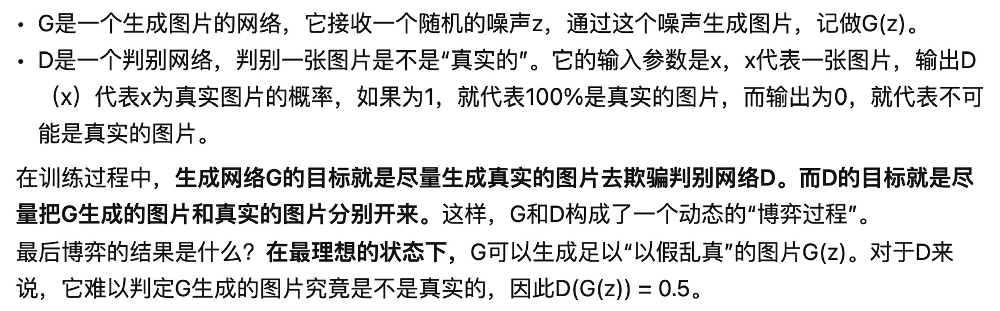 • G是一个生成图片的网络，它接收一个随机的噪声z，通过这个噪声生成图片，记做G(z)。
• D是一个判别网络，判别一张图片是不是“真实的”。它的输入参数是x，x代表一张图片，输出D
（x）代表x为真实图片的概率，如果为1，就代表100%是真实的图片，而输出为0，就代表不可
能是真实的图片。
在训练过程中，生成网络G的目标就是尽量生成真实的图片去欺骗判别网络D。而D的目标就是尽
量把G生成的图片和真实的图片分别开来。这样，G和D构成了一个动态的“博弈过程”。
最后博弈的结果是什么？在最理想的状态下，G可以生成足以“以假乱真”的图片G(z)。对于D来
说，它难以判定G生成的图片究竟是不是真实的，因此D(G(z)) = 0.5。